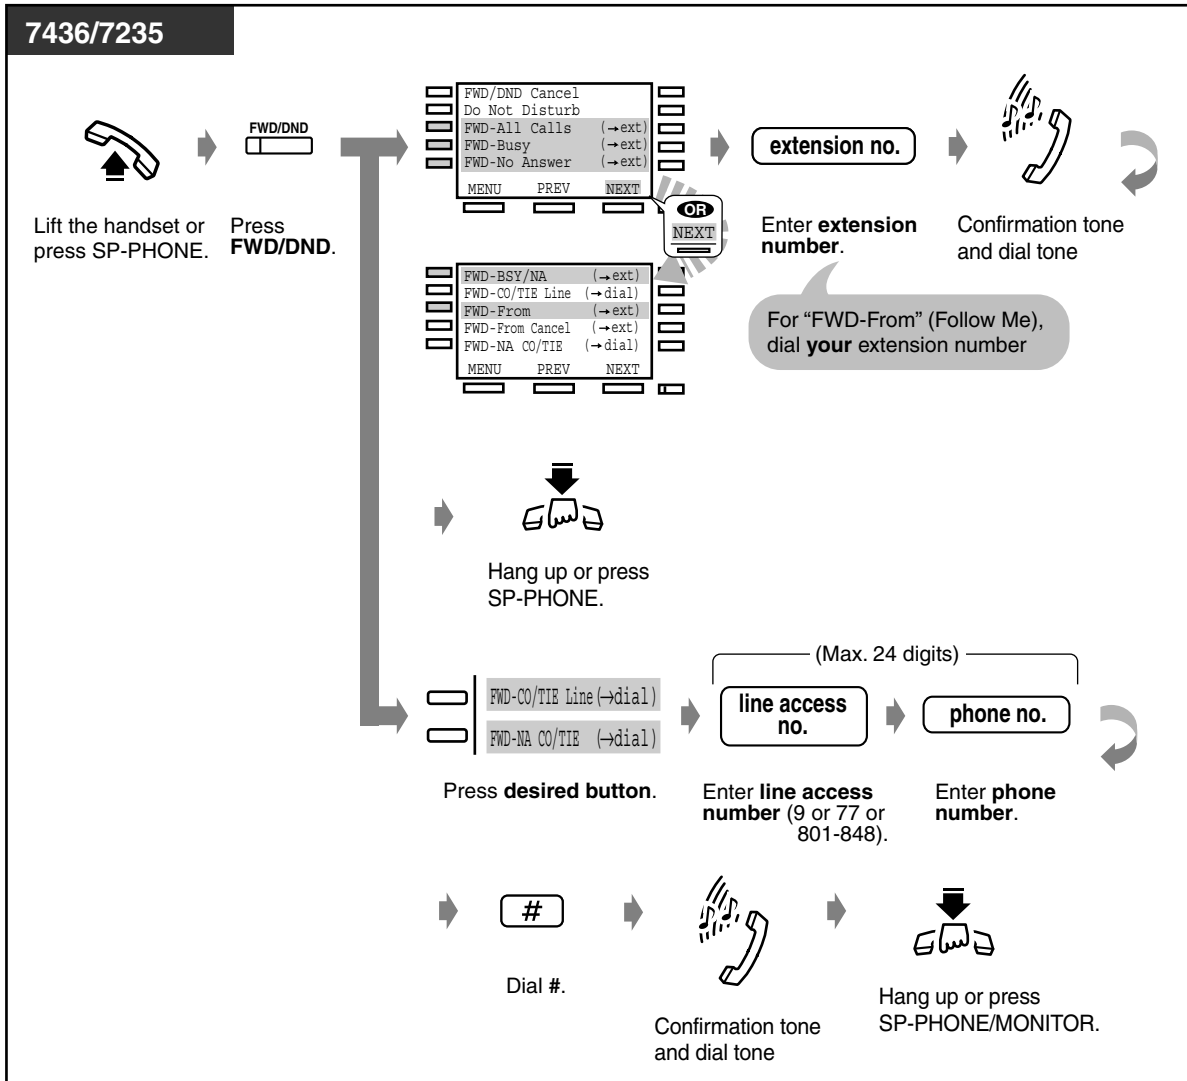 7436/7235
FWD/DND
Lift the handset or
press SP-PHONE.
Press
FWD/DND.
FWD/DND Cancel
Do Not Disturb
FWD-All Calls (→ext)
FWD-Busy (→ext)
FWD-No Answer (→ext)
MENU PREV NEXT
OR
NEXT
FWD-BSY/NA (→ext)
FWD-CO/TIE Line (→dial)
FWD-From (→ext)
FWD-From Cancel (→ext)
FWD-NA CO/TIE (→dial)
MENU PREV NEXT
extension no.
Enter extension
number.
Confirmation tone
and dial tone
For “FWD-From” (Follow Me),
dial your extension number
Hang up or press
SP-PHONE.
FWD-CO/TIE Line(→dial)
FWD-NA CO/TIE (→dial)
Press desired button.
(Max. 24 digits)
line access
no.
phone no.
Enter line access
number (9 or 77 or
801-848).
Enter phone
number.
#
Dial #.
Confirmation tone
and dial tone
Hang up or press
SP-PHONE/MONITOR.